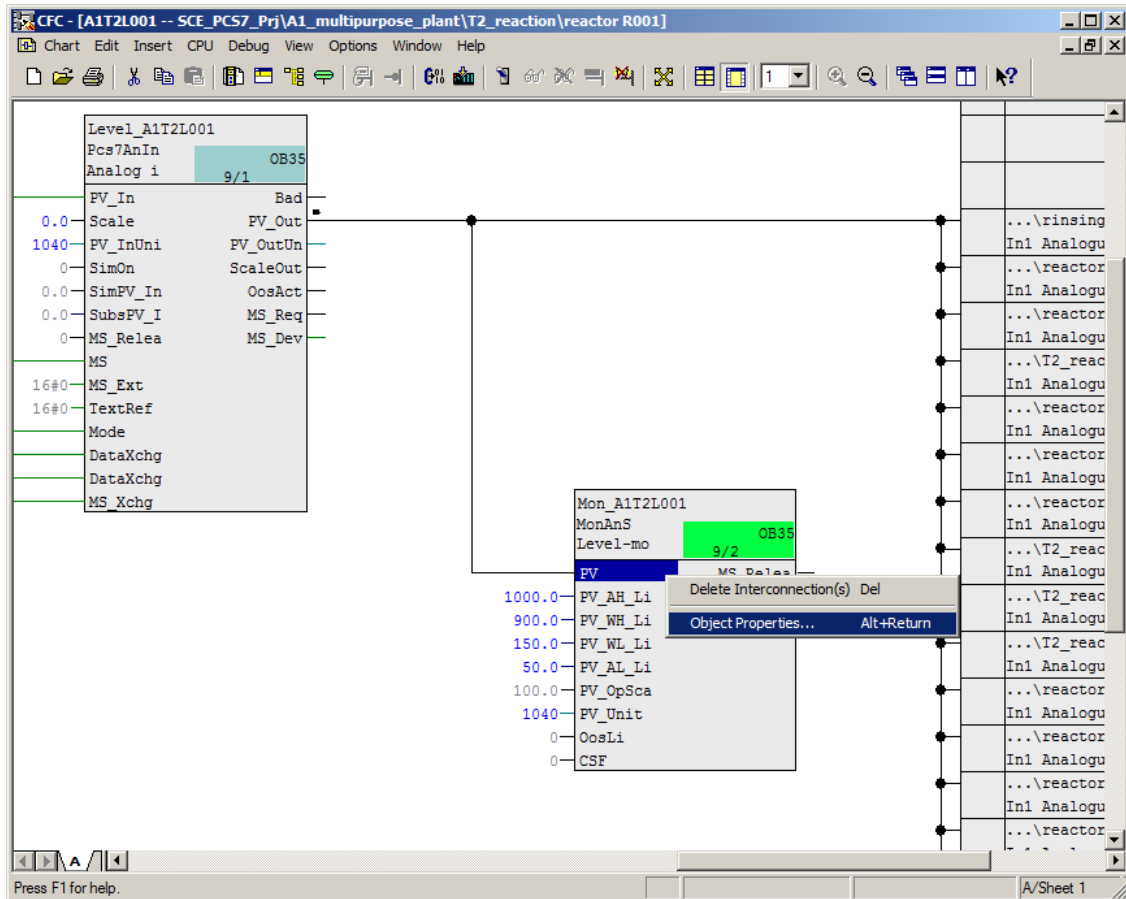 CFC - [A1T2L001 -- SCE_PCS7_Prj\A1_multipurpose_plant\T2_reaction\reactor R001]
Chart Edit Insert CPU Debug View Options Window Help
1
Level_A1T2L001
Pcs7AnIn
Analog i
OB35
9/1
PV_In Bad
0.0 Scale PV_Out
1040 PV_InUni PV_OutUn
0 SimOn ScaleOut
0.0 SimPV_In OosAct
0.0 SubsPV_I MS_Req
0 MS_Relea MS_Dev
MS
16#0 MS_Ext
16#0 TextRef
Mode
DataXchg
DataXchg
MS_Xchg
Mon_A1T2L001
MonAnS
Level-mo
OB35
9/2
PV MS_Relea
1000.0 PV_AH_Li
900.0 PV_WH_Li
150.0 PV_WL_Li
50.0 PV_AL_Li
100.0 PV_OpSca
1040 PV_Unit
0 OosLi
0 CSF
Delete Interconnection(s) Del
Object Properties... Alt+Return
...\rinsing
In1 Analogu
...\reactor
In1 Analogu
...\reactor
In1 Analogu
...\T2_reac
In1 Analogu
...\reactor
In1 Analogu
...\reactor
In1 Analogu
...\reactor
In1 Analogu
...\T2_reac
In1 Analogu
...\T2_reac
In1 Analogu
...\T2_reac
In1 Analogu
...\reactor
In1 Analogu
...\reactor
In1 Analogu
...\reactor
In1 Analogu
...\reactor
A
Press F1 for help.
A/Sheet 1